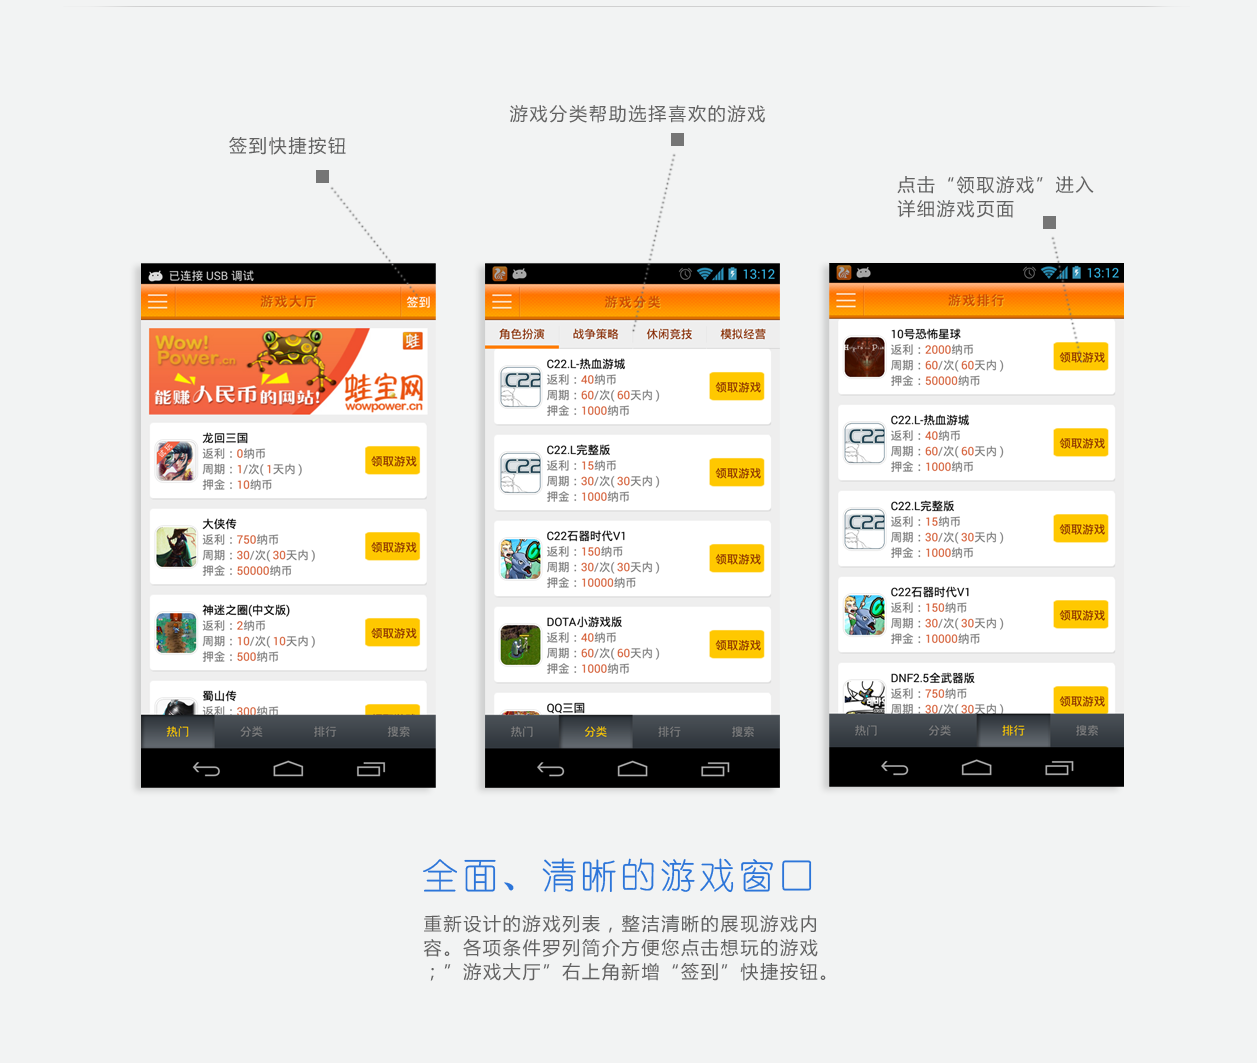 游戏分类帮助选择喜欢的游戏
签到快捷按钮
点击“领取游戏”进入
详细游戏页面
已连接 USB 调试
游戏大厅
签到
Wow!
Power.cn
蛙
能赚人民币的网站!
蛙宝网
wowpower.cn
龙回三国
返利：0纳币
周期：1/次( 1天内 )
押金：10纳币
领取游戏
大侠传
返利：750纳币
周期：30/次( 30天内 )
押金：50000纳币
领取游戏
神迷之圈(中文版)
返利：2纳币
周期：10/次( 10天内 )
押金：500纳币
领取游戏
蜀山传
返利：300纳币
热门
分类
排行
搜索
13:12
游戏分类
角色扮演
战争策略
休闲竞技
模拟经营
C22.L-热血游城
返利：40纳币
周期：60/次( 60天内 )
押金：1000纳币
C22
领取游戏
C22.L完整版
返利：15纳币
周期：30/次( 30天内 )
押金：1000纳币
C22
领取游戏
C22石器时代V1
返利：150纳币
周期：30/次( 30天内 )
押金：10000纳币
领取游戏
DOTA小游戏版
返利：40纳币
周期：60/次( 60天内 )
押金：1000纳币
领取游戏
QQ三国
热门
分类
排行
搜索
13:12
游戏排行
10号恐怖星球
返利：2000纳币
周期：60/次( 60天内 )
押金：50000纳币
领取游戏
C22.L-热血游城
返利：40纳币
周期：60/次( 60天内 )
押金：1000纳币
C22
领取游戏
C22.L完整版
返利：15纳币
周期：30/次( 30天内 )
押金：1000纳币
C22
领取游戏
C22石器时代V1
返利：150纳币
周期：30/次( 30天内 )
押金：10000纳币
领取游戏
DNF2.5全武器版
返利：750纳币
周期：30/次( 30天内 )
领取游戏
热门
分类
排行
搜索
全面、清晰的游戏窗口
重新设计的游戏列表，整洁清晰的展现游戏内
容。各项条件罗列简介方便您点击想玩的游戏
；”游戏大厅”右上角新增“签到”快捷按钮。